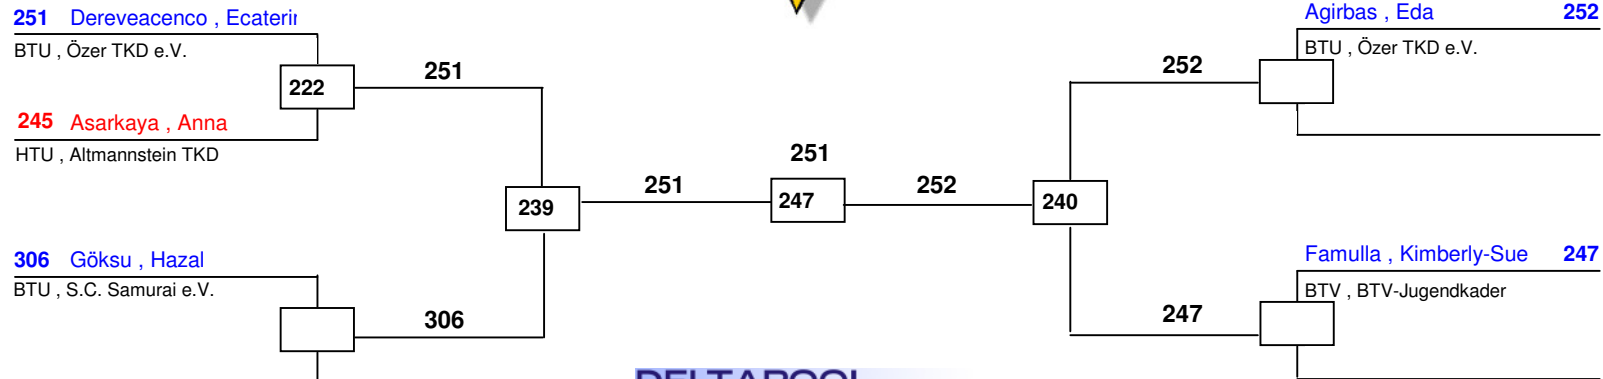 251 Dereveacenco , Ecaterin
BTU , Özer TKD e.V.
222
251
245 Asarkaya , Anna
HTU , Altmannstein TKD
239
251
251
247
252
240
306 Göksu , Hazal
BTU , S.C. Samurai e.V.
306
Agirbas , Eda 252
BTU , Özer TKD e.V.
252
Famulla , Kimberly-Sue 247
BTV , BTV-Jugendkader
247
DELTAPOOL